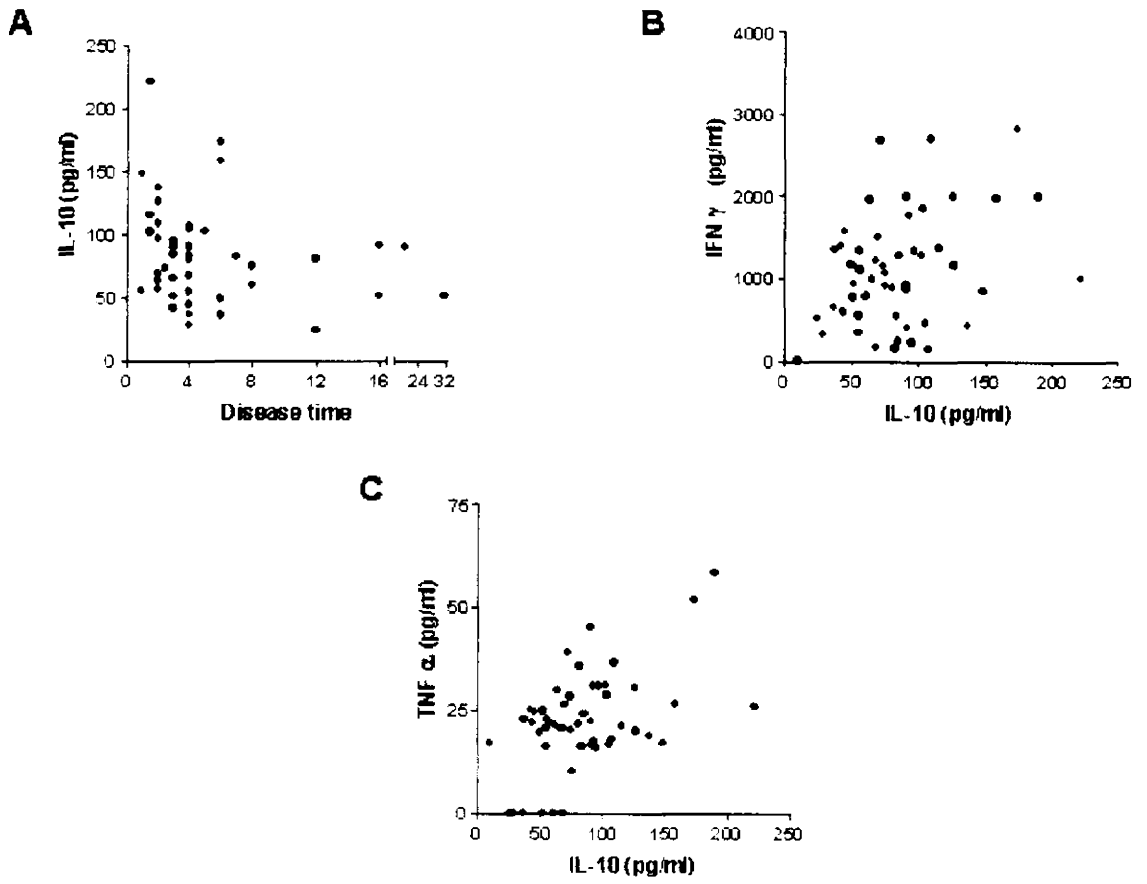 A
250
200
150
100
50
0
IL-10 (pg/ml)
0 4 8 12 16 24 32
Disease time
B
4000
3000
2000
1000
0
IFN γ (pg/ml)
0 50 100 150 200 250
IL-10 (pg/ml)
C
75
50
25
0
TNF α (pg/ml)
0 50 100 150 200 250
IL-10 (pg/ml)